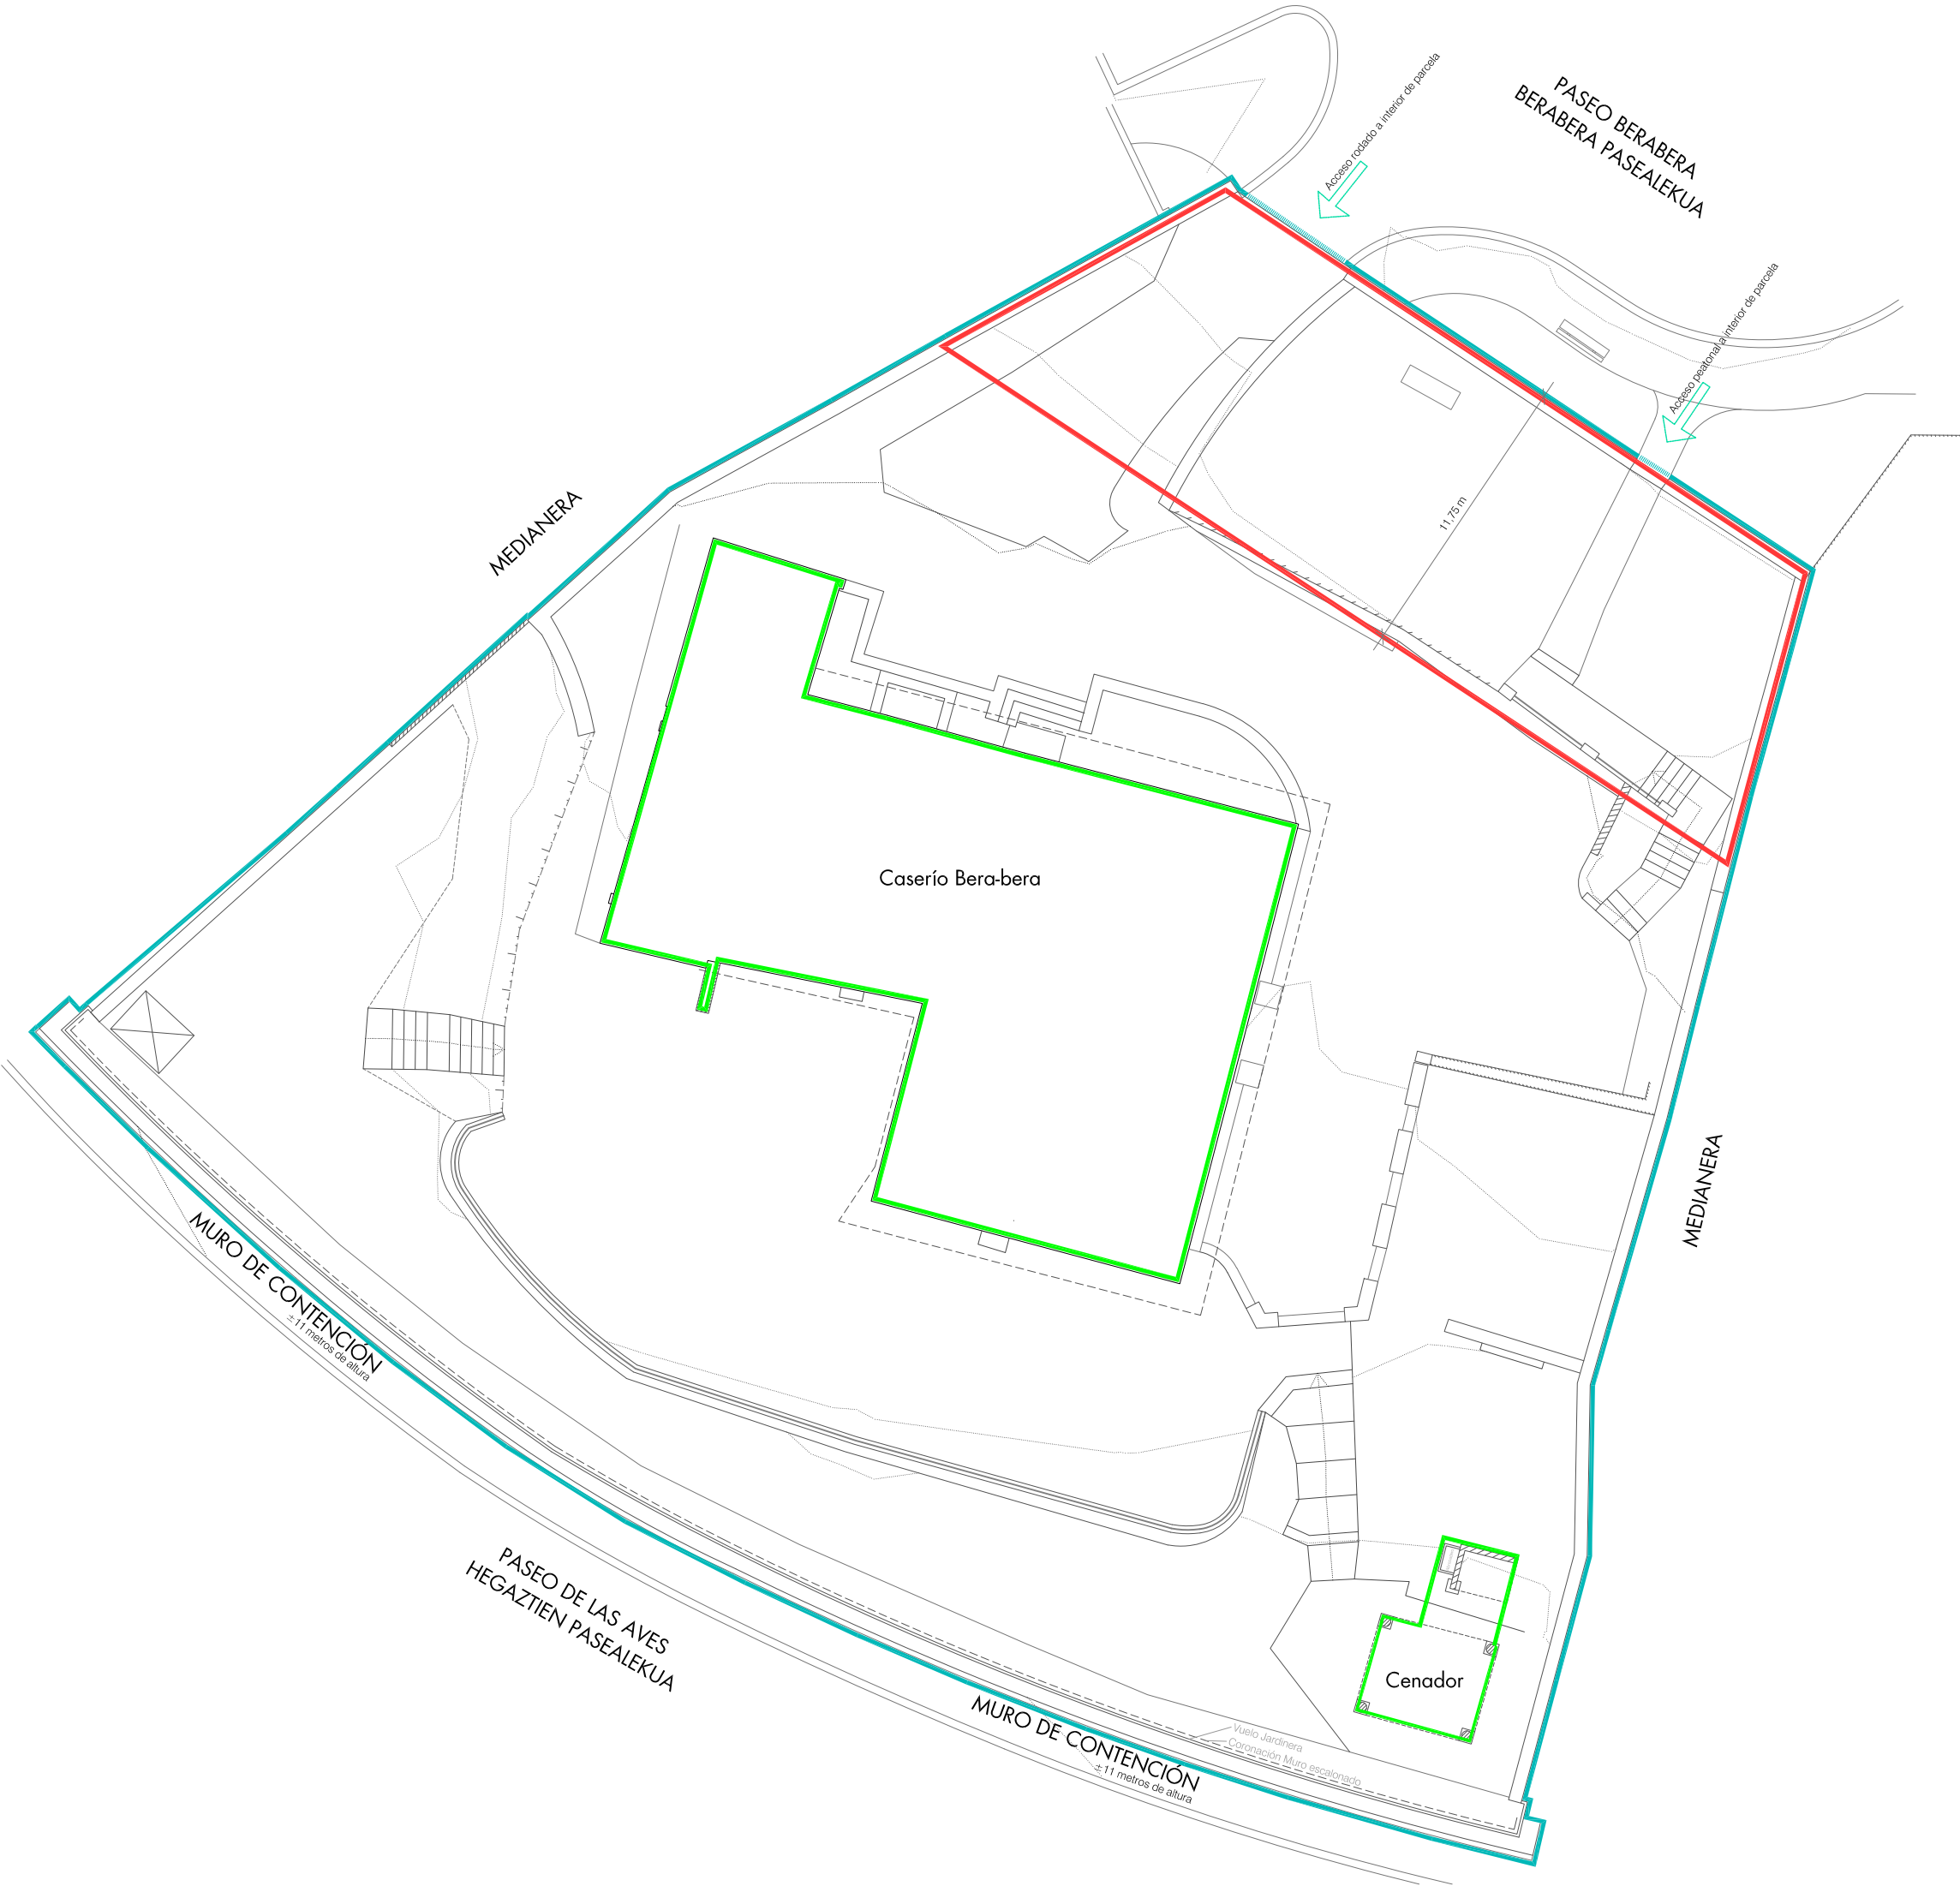 Acceso rodado a interior de parcela
PASEO BERABERA
BERABERA PASEALEKUA
Acceso peatonal a interior de parcela
11,75 m
MEDIANERA
Caserío Bera-bera
MEDIANERA
MURO DE CONTENCIÓN
±11 metros de altura
PASEO DE LAS AVES
HEGAZTIEN PASEALEKUA
Cenador
MURO DE CONTENCIÓN
±11 metros de altura
Vuelo Jardinera
Coronación Muro escalonado